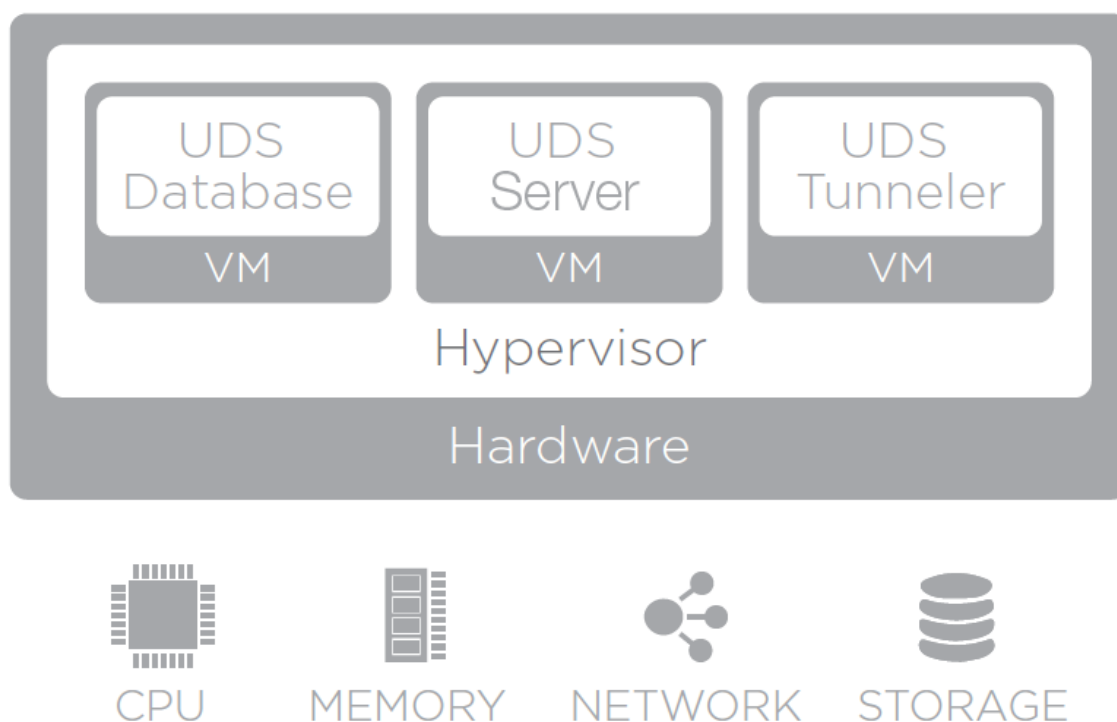 UDS
Database
VM
UDS
Server
VM
UDS
Tunneler
VM
Hypervisor
Hardware
CPU
MEMORY
NETWORK
STORAGE